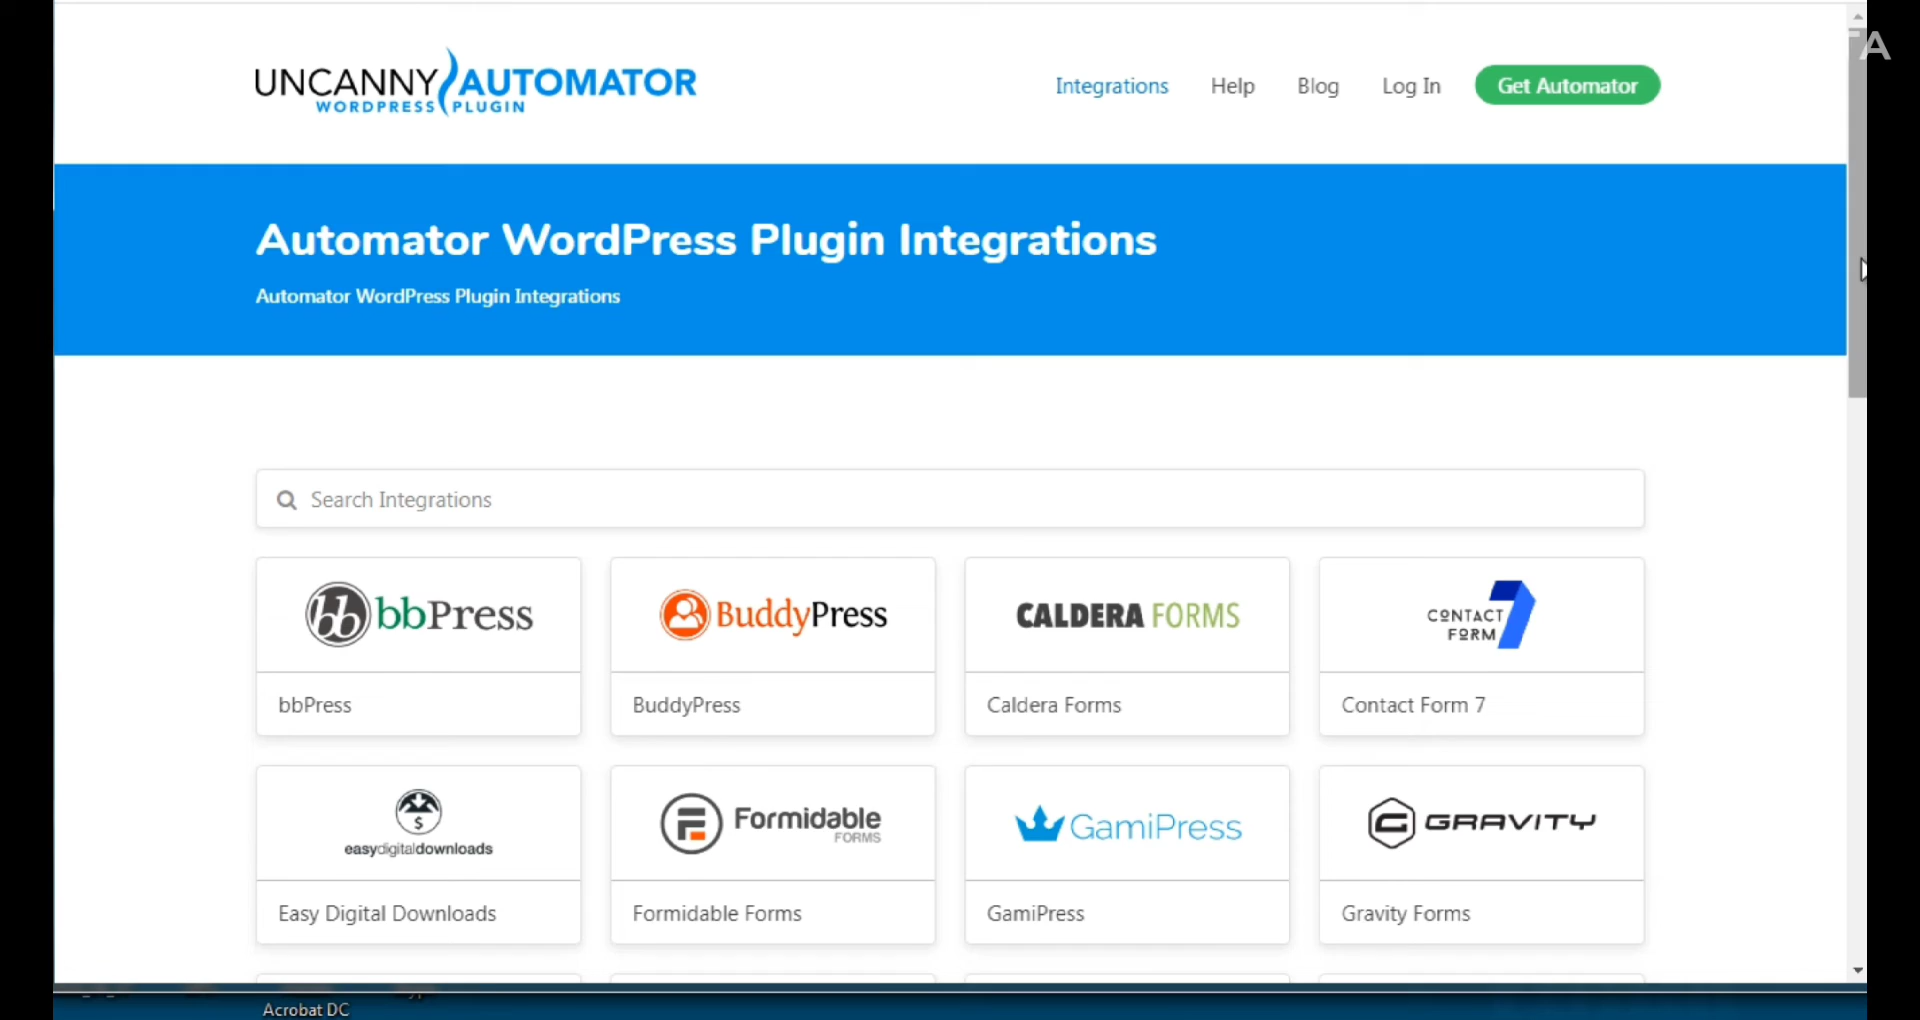 UNCANNY AUTOMATOR
WORDPRESS PLUGIN
Integrations Help Blog Log In Get Automator
TA
Automator WordPress Plugin Integrations
Automator WordPress Plugin Integrations
Search Integrations
bb bbPress
BuddyPress
CALDERA FORMS
CONTACT FORM 7
bbPress
BuddyPress
Caldera Forms
Contact Form 7
$
easydigitaldownloads
Formidable
FORMS
GamiPress
GRAVITY
Easy Digital Downloads
Formidable Forms
GamiPress
Gravity Forms
Acrobat DC